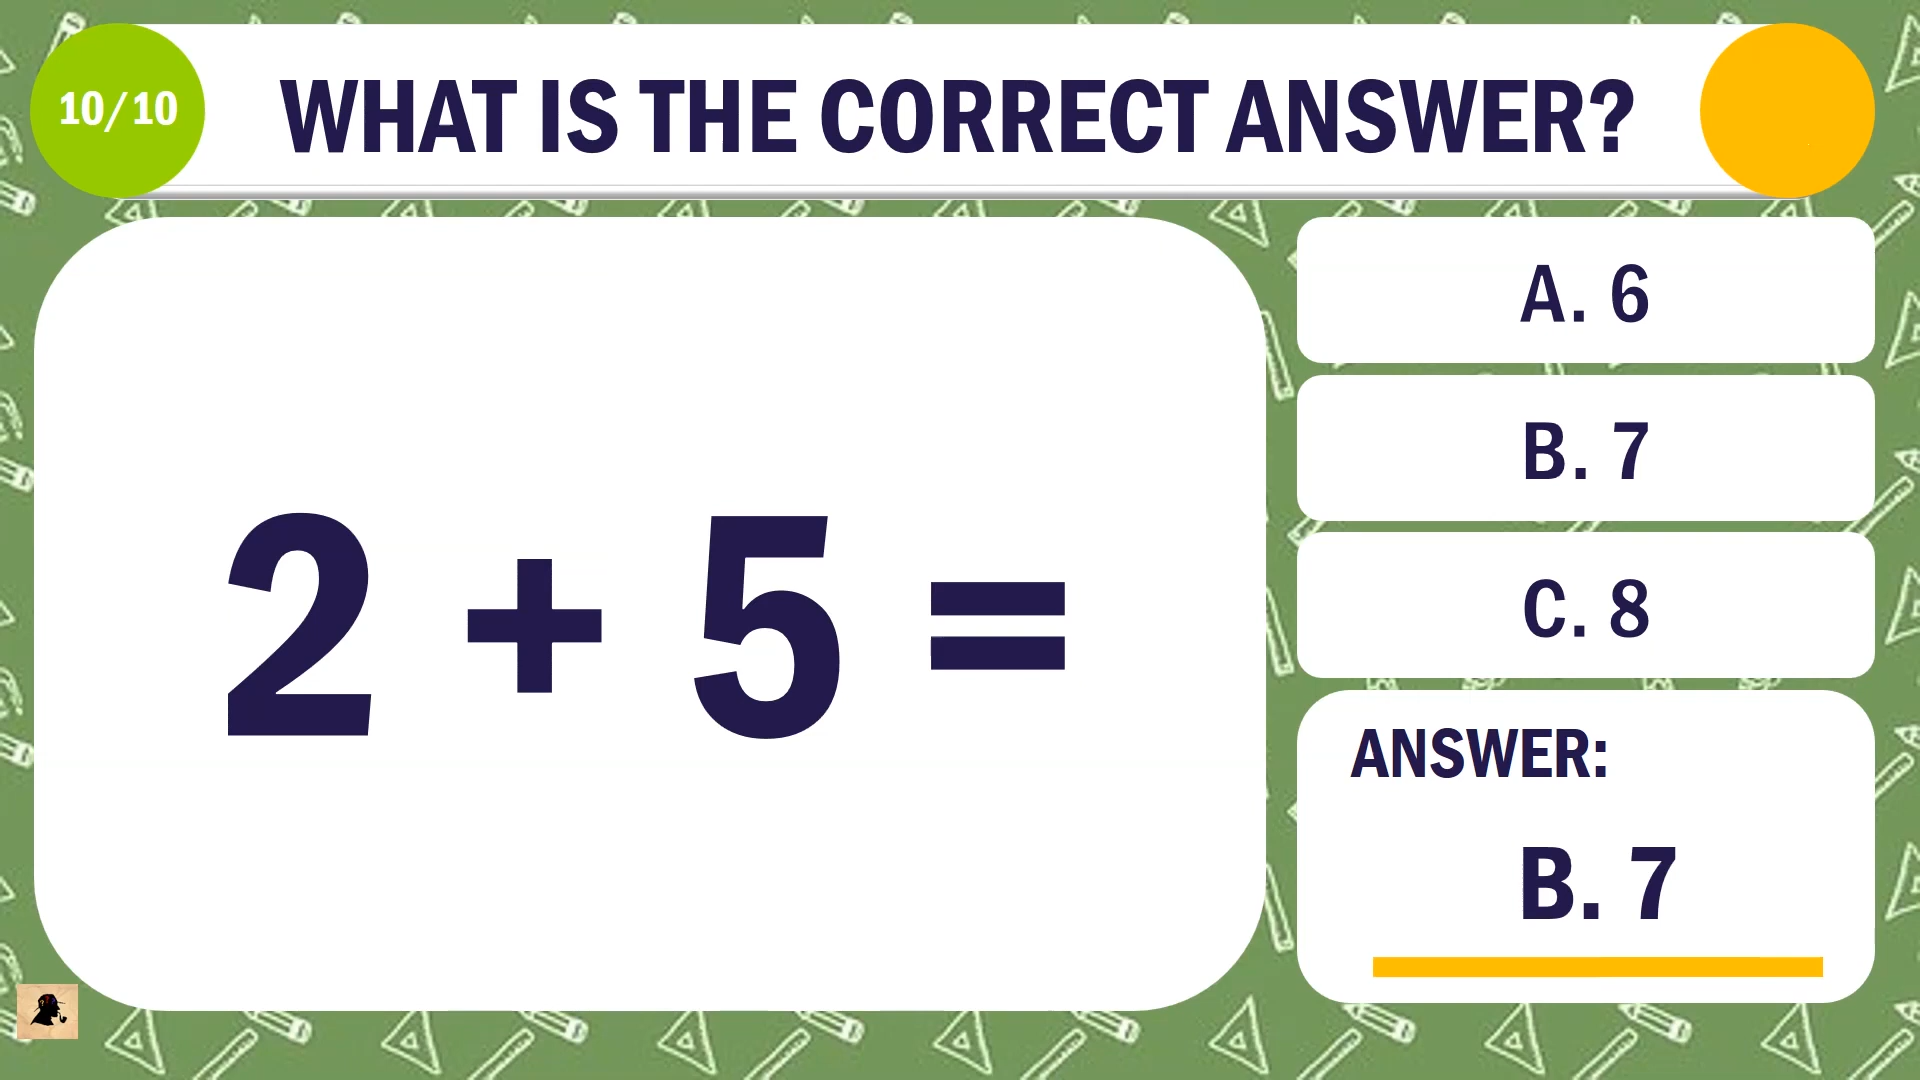 10/10
WHAT IS THE CORRECT ANSWER?
2 + 5 =
A. 6
B. 7
C. 8
ANSWER:
B. 7